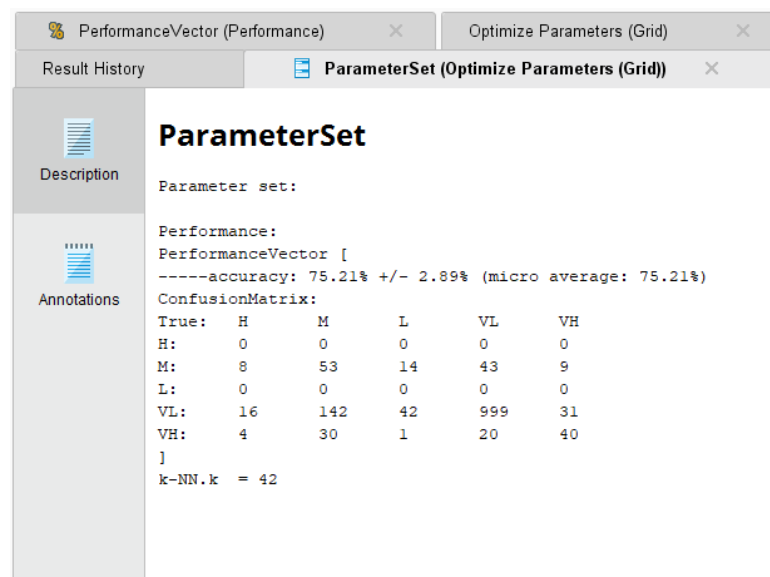 PerformanceVector (Performance)
Optimize Parameters (Grid)
Result History
ParameterSet (Optimize Parameters (Grid))
Description
Annotations
ParameterSet
Parameter set:
Performance:
PerformanceVector [
-----accuracy: 75.21% +/- 2.89% (micro average: 75.21%)
ConfusionMatrix:
True: H M L VL VH
H: 0 0 0 0 0
M: 8 53 14 43 9
L: 0 0 0 0 0
VL: 16 142 42 999 31
VH: 4 30 1 20 40
]
k-NN.k = 42